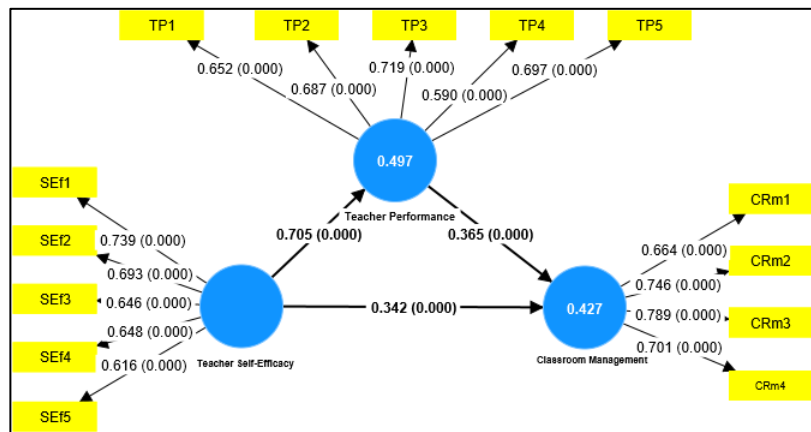 TP1 TP2 TP3 TP4 TP5
0.652 (0.000) 0.687 (0.000) 0.719 (0.000) 0.590 (0.000) 0.697 (0.000)
0.497
Teacher Performance
SEf1
SEf2
SEf3
SEf4
SEf5
0.739 (0.000)
0.693 (0.000)
0.646 (0.000)
0.648 (0.000)
0.616 (0.000)
Teacher Self-Efficacy
0.705 (0.000)
0.365 (0.000)
0.342 (0.000)
0.427
Classroom Management
0.664 (0.000)
0.746 (0.000)
0.789 (0.000)
0.701 (0.000)
CRm1
CRm2
CRm3
CRm4